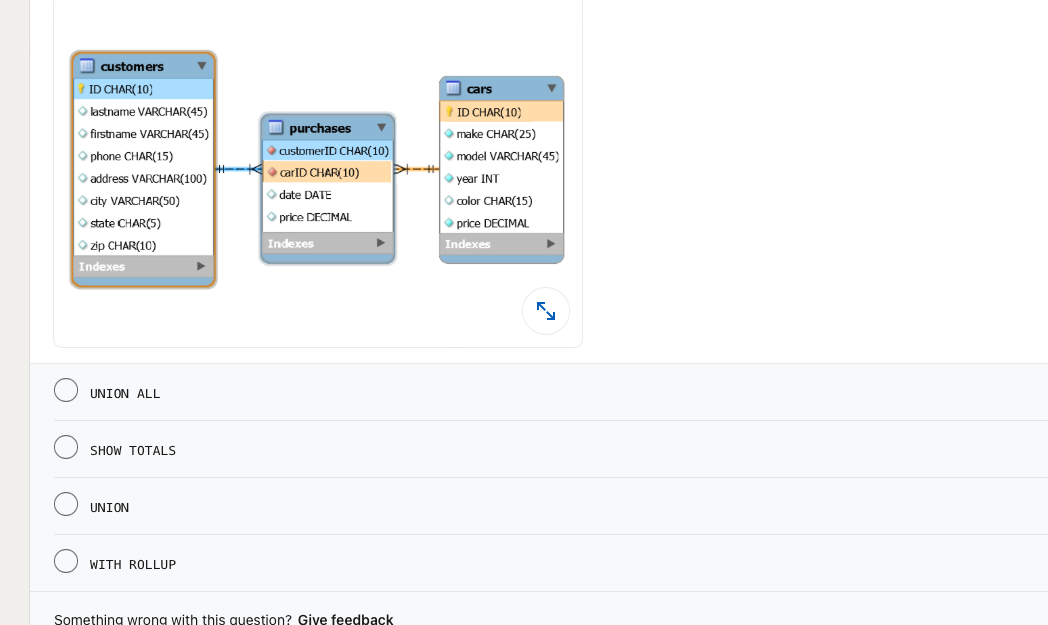 customers
ID CHAR(10)
lastname VARCHAR(45)
firstname VARCHAR(45)
phone CHAR(15)
address VARCHAR(100)
city VARCHAR(50)
state CHAR(5)
zip CHAR(10)
Indexes
purchases
customerID CHAR(10)
carID CHAR(10)
date DATE
price DECIMAL
Indexes
cars
ID CHAR(10)
make CHAR(25)
model VARCHAR(45)
year INT
color CHAR(15)
price DECIMAL
Indexes
UNION ALL
SHOW TOTALS
UNION
WITH ROLLUP
Something wrong with this question? Give feedback